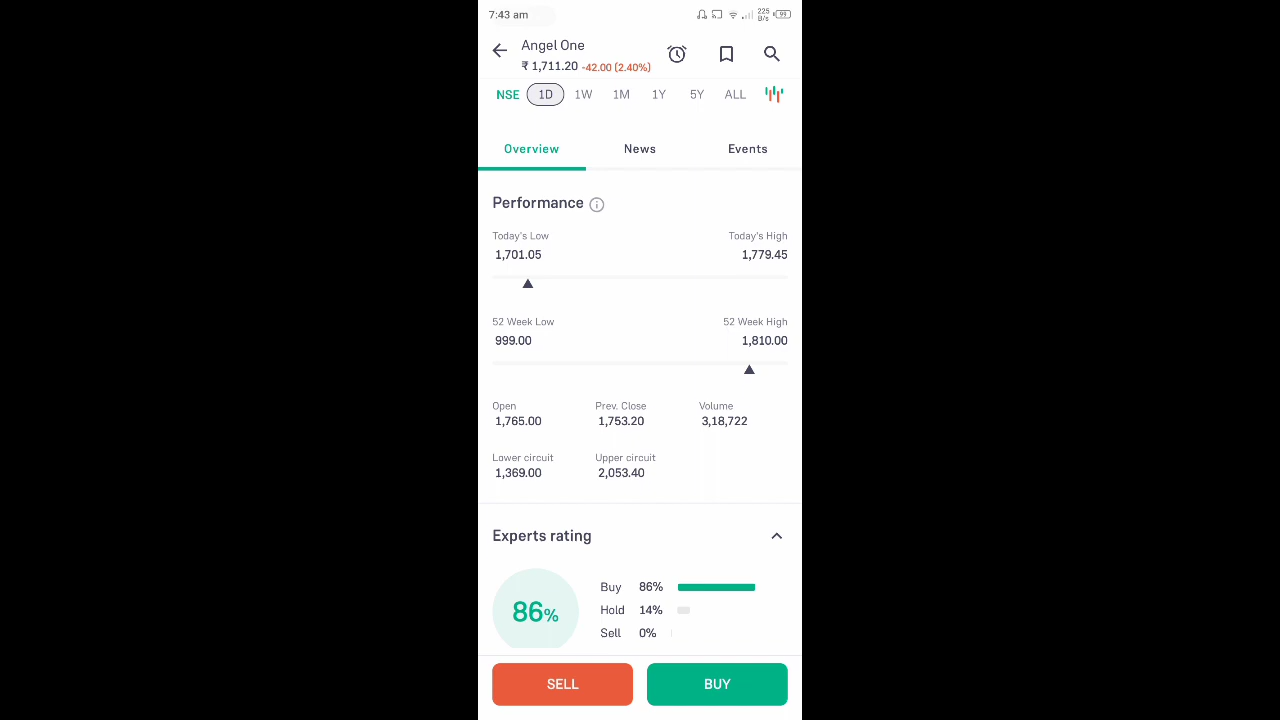 7:43 am 225 B/s 99
Angel One
₹ 1,711.20 -42.00 (2.40%)
NSE 1D 1W 1M 1Y 5Y ALL
Overview News Events
Performance
Today's Low Today's High
1,701.05 1,779.45
52 Week Low 52 Week High
999.00 1,810.00
Open Prev. Close Volume
1,765.00 1,753.20 3,18,722
Lower circuit Upper circuit
1,369.00 2,053.40
Experts rating
86%
Buy 86%
Hold 14%
Sell 0%
SELL BUY